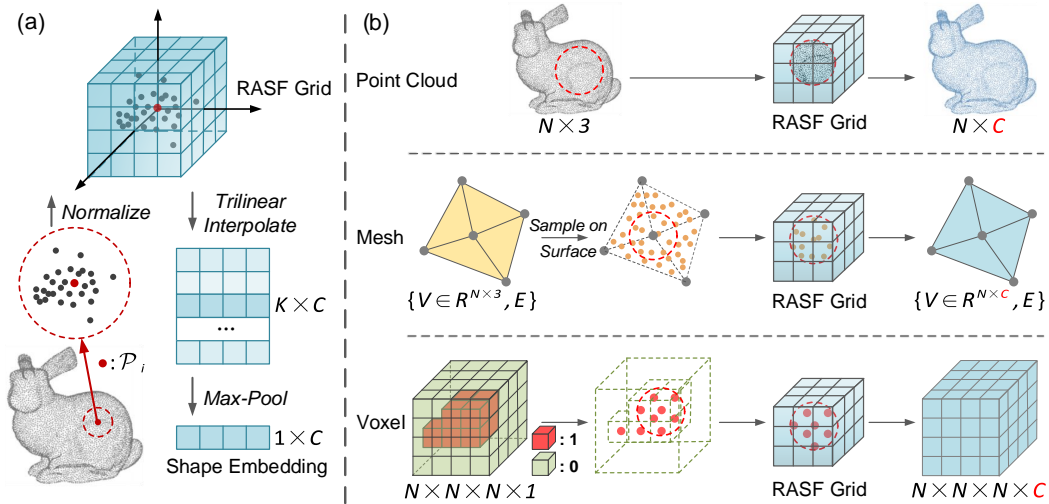 (a)
RASF Grid
Normalize
Trilinear
Interpolate
K × C
...
: 𝒫 i
Max-Pool
1 × C
Shape Embedding
(b)
Point Cloud
N × 3
RASF Grid
N × C
Mesh
Sample on
Surface
{V ∈ R^{N×3}, E}
RASF Grid
{V ∈ R^{N×C}, E}
Voxel
: 1
: 0
N × N × N × 1
RASF Grid
N × N × N × C